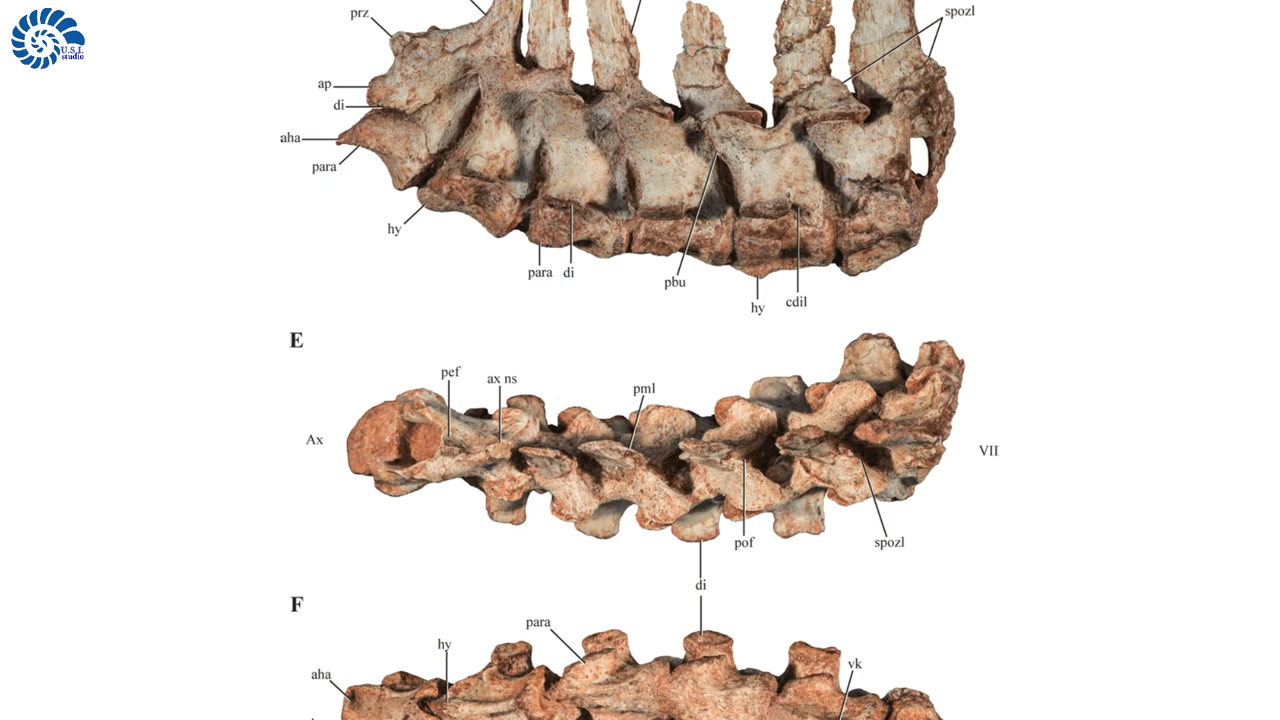 U.S.I.
studio
prz
spozl
ap
di
aha
para
hy
para
di
pbu
hy
cdil
E
pef
ax ns
pml
Ax
VII
pof
spozl
di
F
para
hy
vk
aha